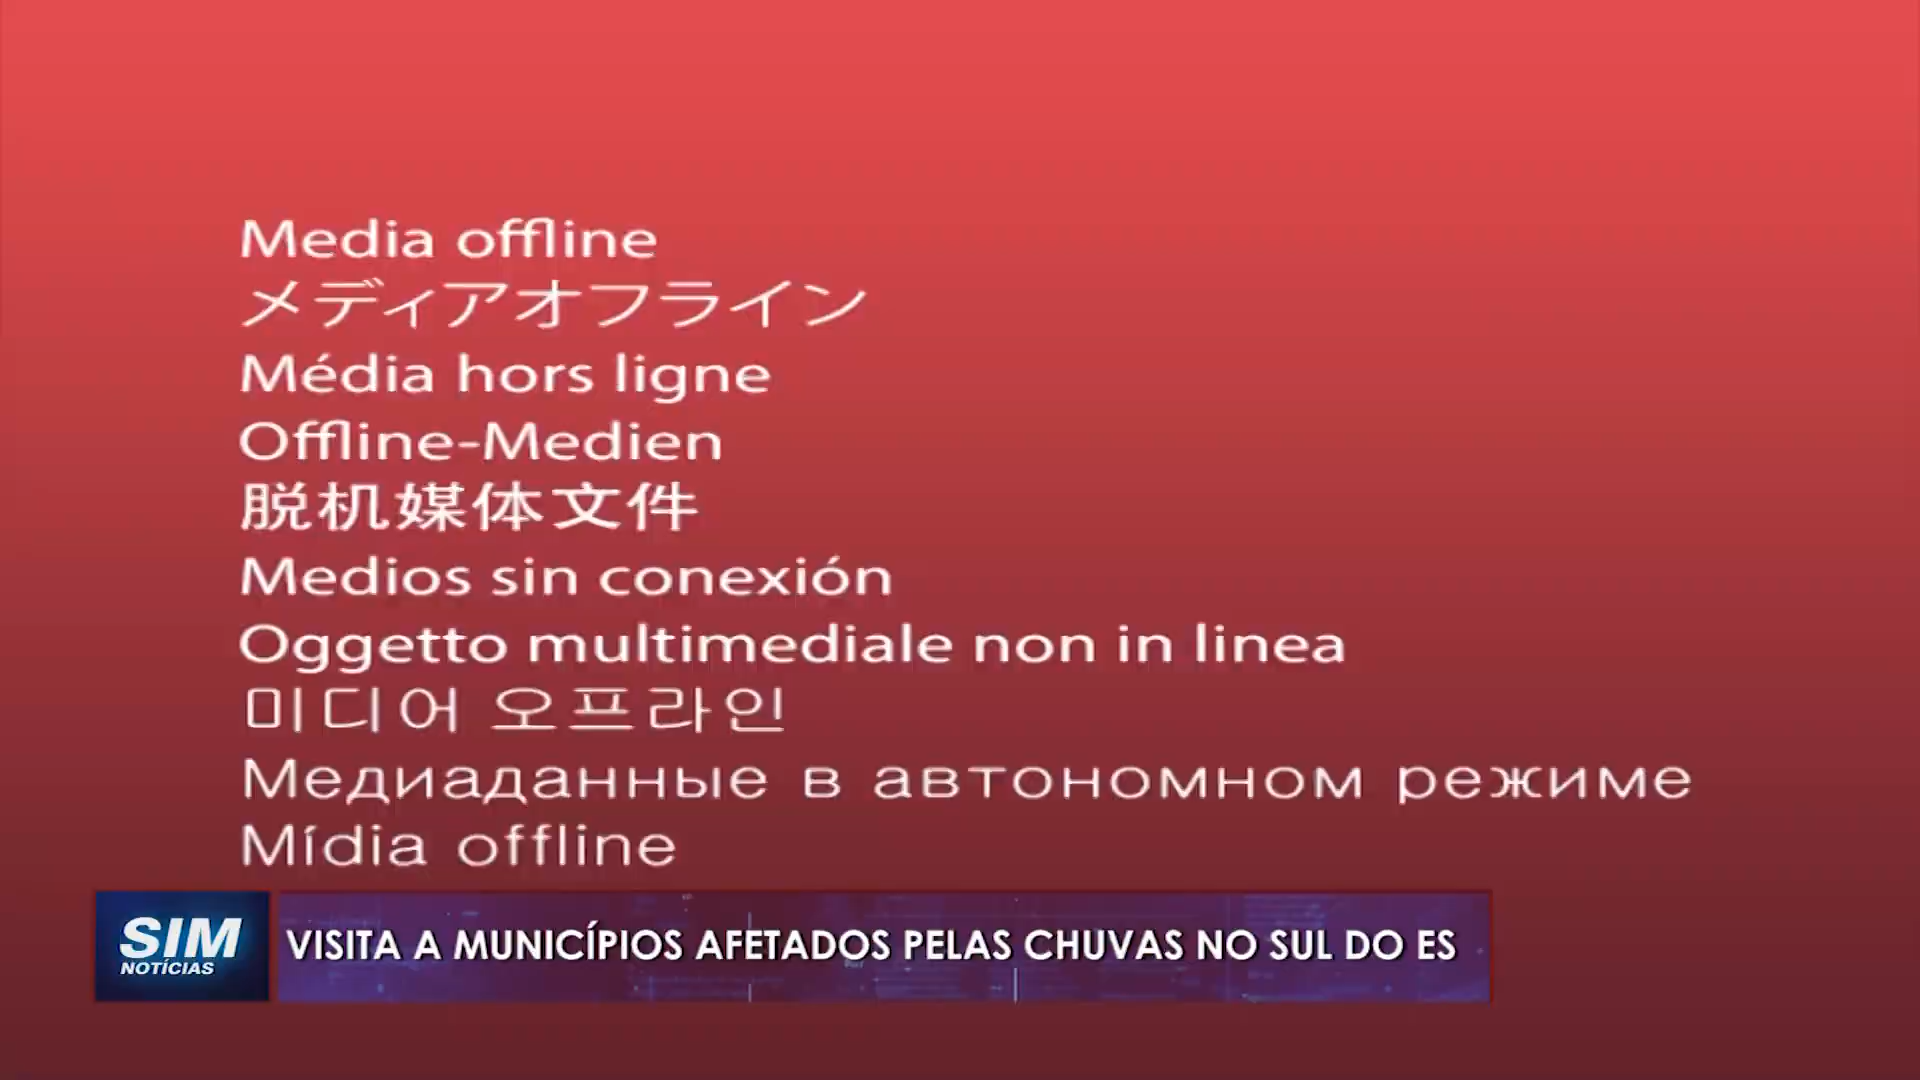 Media offline
メディアオフライン
Média hors ligne
Offline-Medien
脱机媒体文件
Medios sin conexión
Oggetto multimediale non in linea
미디어 오프라인
Медиаданные в автономном режиме
Mídia offline
SIM
NOTÍCIAS
VISITA A MUNICÍPIOS AFETADOS PELAS CHUVAS NO SUL DO ES